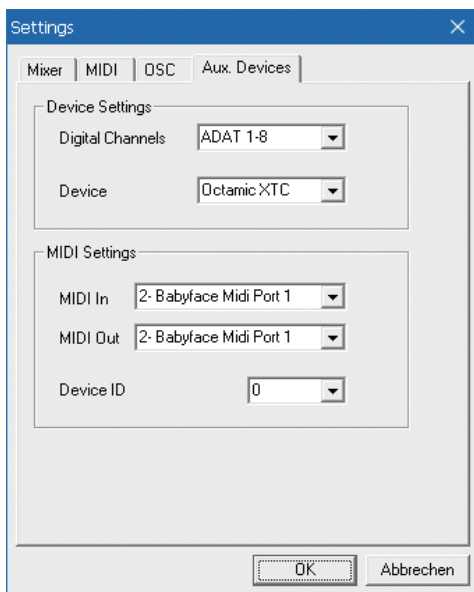 Settings
Mixer MIDI OSC Aux. Devices
Device Settings
Digital Channels ADAT 1-8
Device Octamic XTC
MIDI Settings
MIDI In 2- Babyface Midi Port 1
MIDI Out 2- Babyface Midi Port 1
Device ID 0
OK Abbrechen